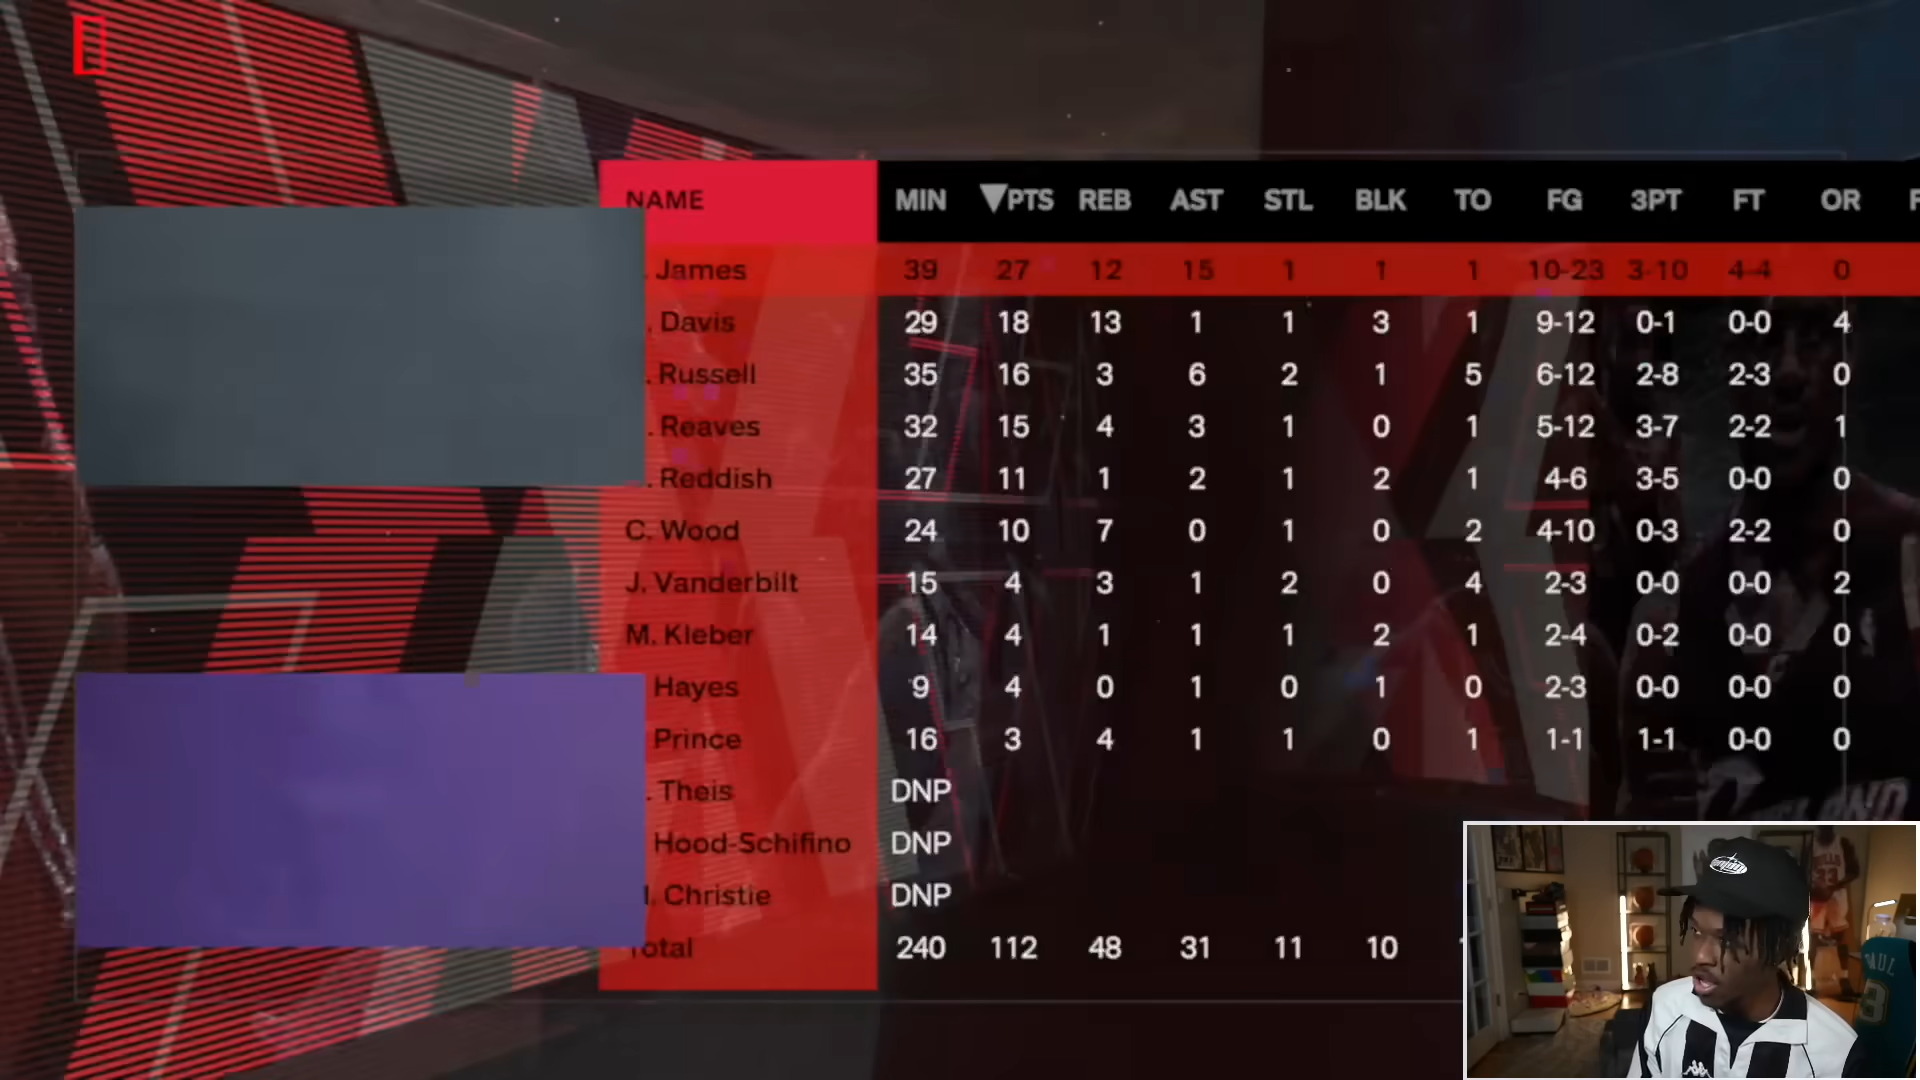 NAME MIN ▼PTS REB AST STL BLK TO FG 3PT FT OR
. James 39 27 12 15 1 1 1 10-23 3-10 4-4 0
. Davis 29 18 13 1 1 3 1 9-12 0-1 0-0 4
. Russell 35 16 3 6 2 1 5 6-12 2-8 2-3 0
. Reaves 32 15 4 3 1 0 1 5-12 3-7 2-2 1
. Reddish 27 11 1 2 1 2 1 4-6 3-5 0-0 0
C. Wood 24 10 7 0 1 0 2 4-10 0-3 2-2 0
J. Vanderbilt 15 4 3 1 2 0 4 2-3 0-0 0-0 2
M. Kleber 14 4 1 1 1 2 1 2-4 0-2 0-0 0
Hayes 9 4 0 1 0 1 0 2-3 0-0 0-0 0
Prince 16 3 4 1 1 0 1 1-1 1-1 0-0 0
. Theis DNP
Hood-Schifino DNP
. Christie DNP
Total 240 112 48 31 11 10